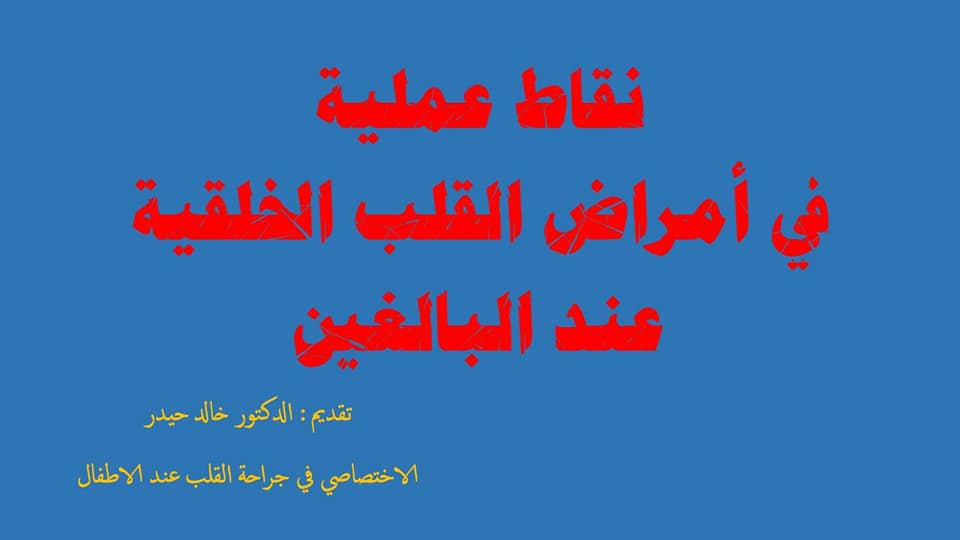 نقاط عملية
في أمراض القلب الخلقية
عند البالغين
تقديم : الدكتور خالد حيدر
الاختصاصي في جراحة القلب عند الاطفال